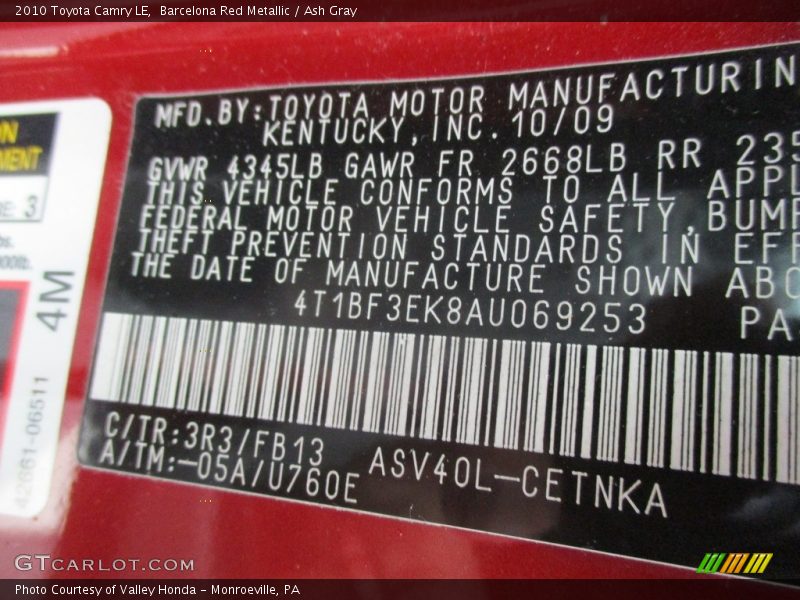 2010 Toyota Camry LE, Barcelona Red Metallic / Ash Gray
MFD.BY:TOYOTA MOTOR MANUFACTURIN
KENTUCKY,INC. 10/09
GVWR 4345LB GAWR FR 2668LB RR 235
THIS VEHICLE CONFORMS TO ALL APPL
FEDERAL MOTOR VEHICLE SAFETY,BUMP
THEFT PREVENTION STANDARDS IN EFF
THE DATE OF MANUFACTURE SHOWN ABO
4T1BF3EK8AU069253 PA
C/TR:3R3/FB13
A/TM:-05A/U760E ASV40L-CETNKA
4M
42661-06511
3
GTCARLOT.COM
Photo Courtesy of Valley Honda - Monroeville, PA